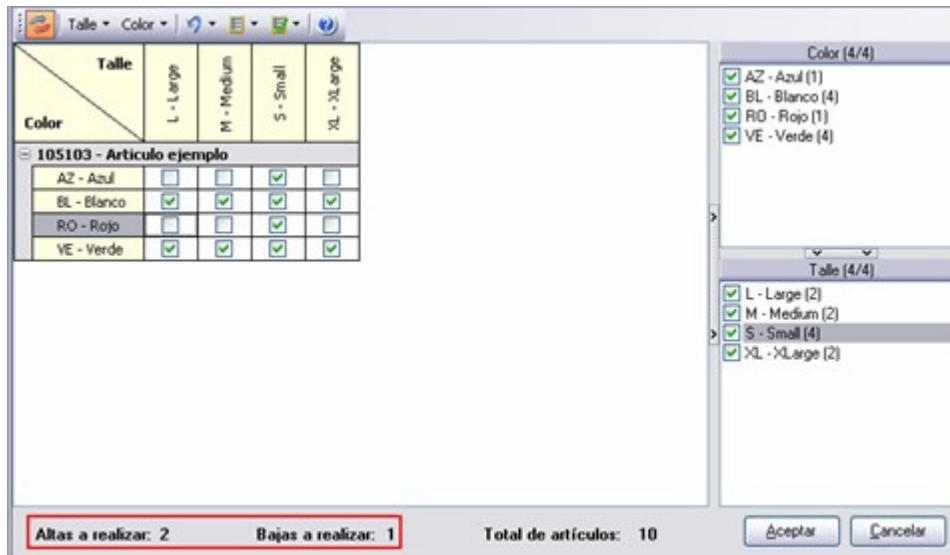 Talle Color
Talle
Color
L - Large
M - Medium
S - Small
XL - XLarge
105103 - Articulo ejemplo
AZ - Azul
BL - Blanco
RO - Rojo
VE - Verde
Color (4/4)
AZ - Azul (1)
BL - Blanco (4)
RO - Rojo (1)
VE - Verde (4)
Talle (4/4)
L - Large (2)
M - Medium (2)
S - Small (4)
XL - XLarge (2)
Altas a realizar: 2 Bajas a realizar: 1 Total de artículos: 10 Aceptar Cancelar